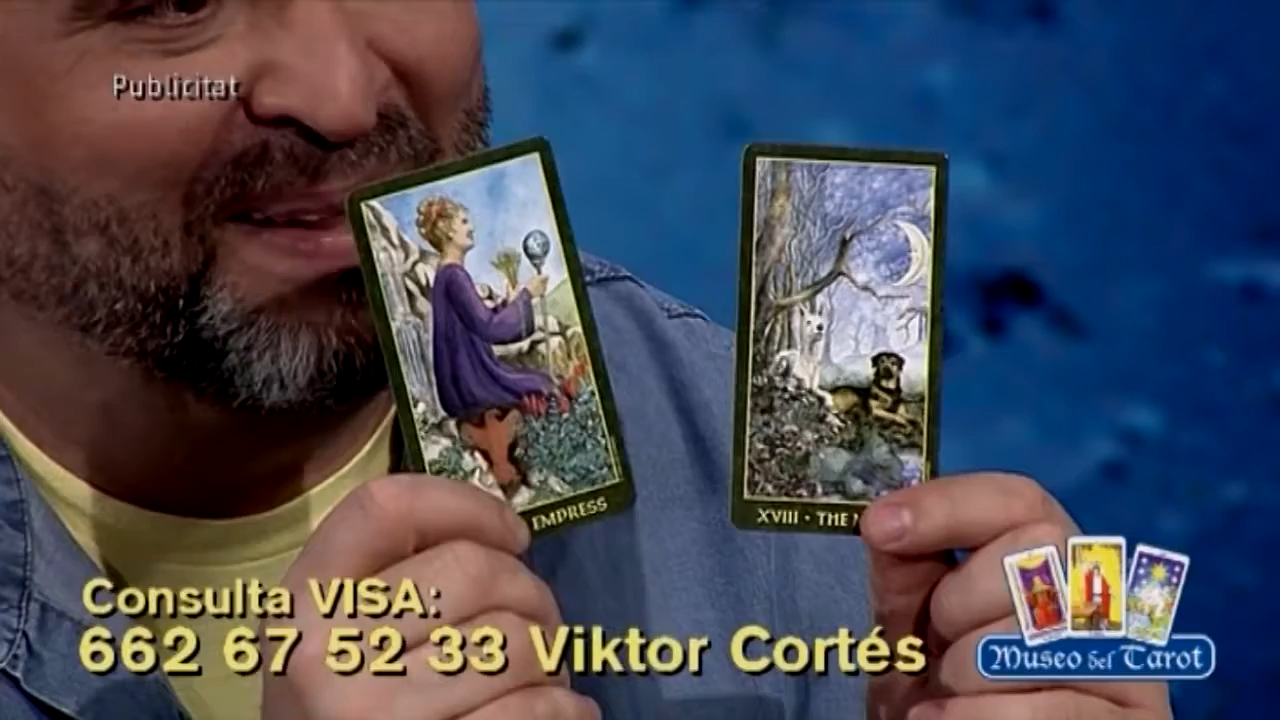 Publicitat
EMPRESS
XVIII • THE
Consulta VISA:
662 67 52 33 Viktor Cortés
Museo del Tarot